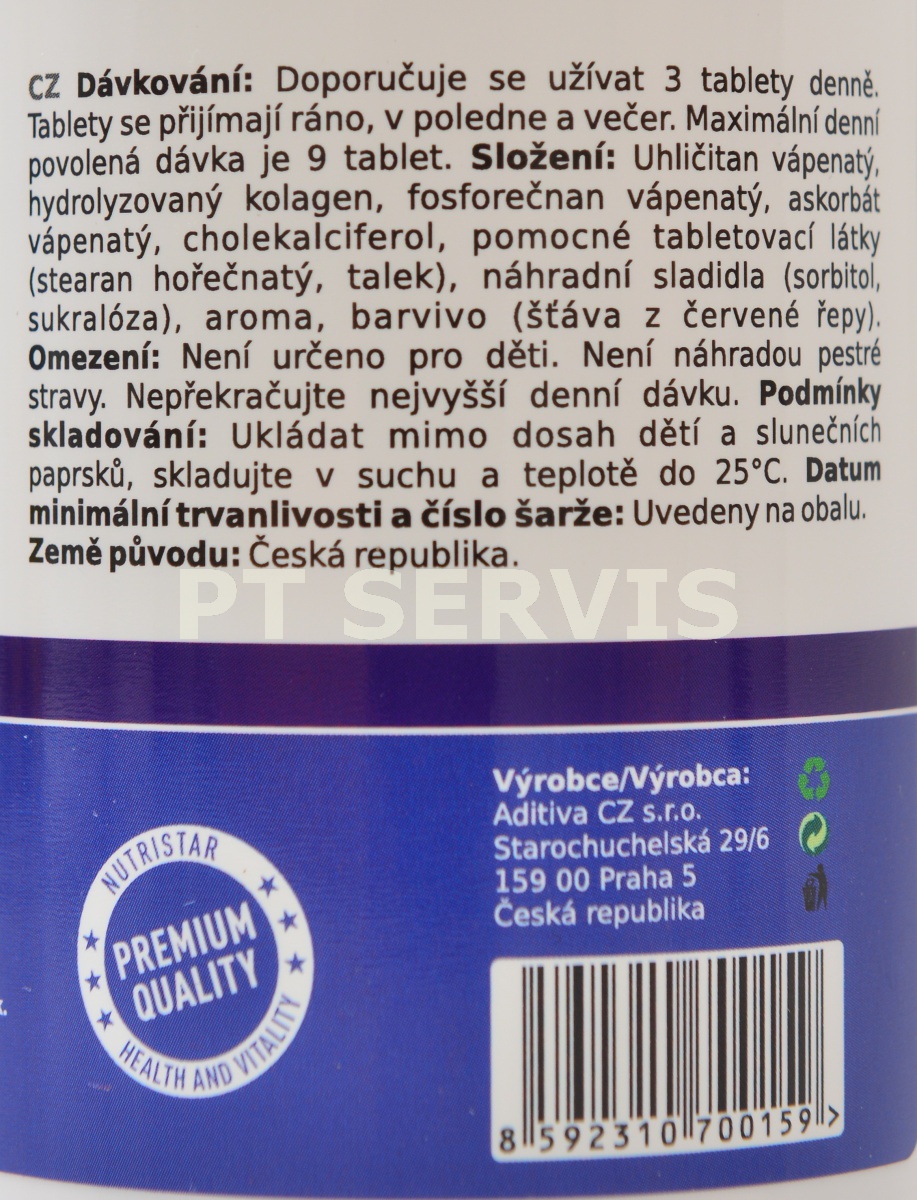 CZ Dávkování: Doporučuje se užívat 3 tablety denně.
Tablety se přijímají ráno, v poledne a večer. Maximální denní
povolená dávka je 9 tablet. Složení: Uhličitan vápenatý,
hydrolyzovaný kolagen, fosforečnan vápenatý, askorbát
vápenatý, cholekalciferol, pomocné tabletovací látky
(stearan hořečnatý, talek), náhradní sladidla (sorbitol,
sukralóza), aroma, barvivo (šťáva z červené řepy).
Omezení: Není určeno pro děti. Není náhradou pestré
stravy. Nepřekračujte nejvyšší denní dávku. Podmínky
skladování: Ukládat mimo dosah dětí a slunečních
paprsků, skladujte v suchu a teplotě do 25°C. Datum
minimální trvanlivosti a číslo šarže: Uvedeny na obalu.
Země původu: Česká republika.
PT SERVIS
Výrobce/Výrobca:
Aditiva CZ s.r.o.
Starochuchelská 29/6
159 00 Praha 5
Česká republika
NUTRISTAR
PREMIUM
QUALITY
HEALTH AND VITALITY
8 592310 700159 >